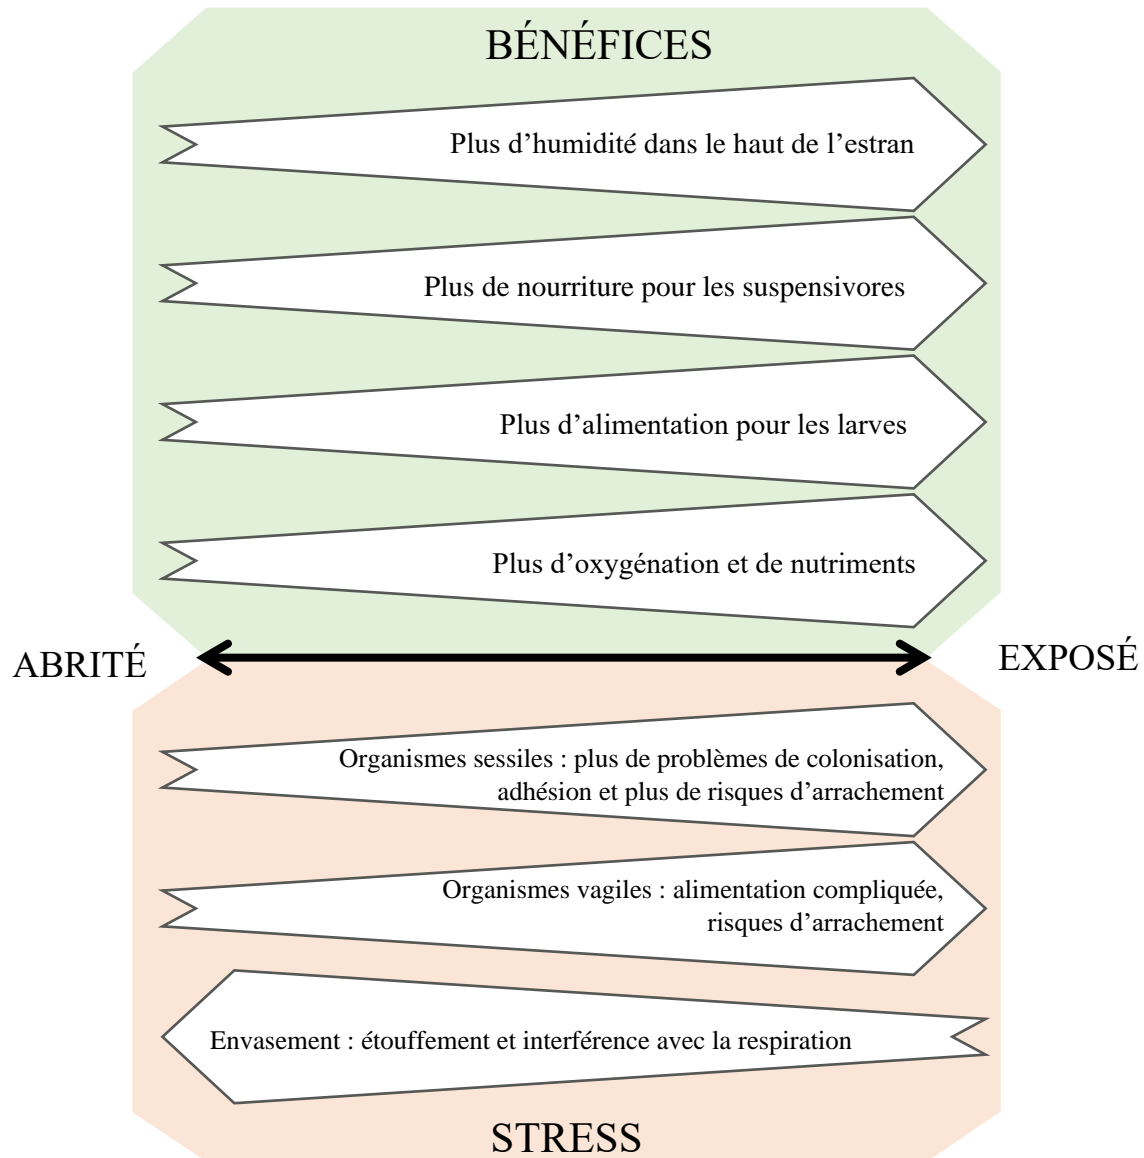 BÉNÉFICES
Plus d’humidité dans le haut de l’estran
Plus de nourriture pour les suspensivores
Plus d’alimentation pour les larves
Plus d’oxygénation et de nutriments
ABRITÉ
EXPOSÉ
Organismes sessiles : plus de problèmes de colonisation,
adhésion et plus de risques d’arrachement
Organismes vagiles : alimentation compliquée,
risques d’arrachement
Envasement : étouffement et interférence avec la respiration
STRESS